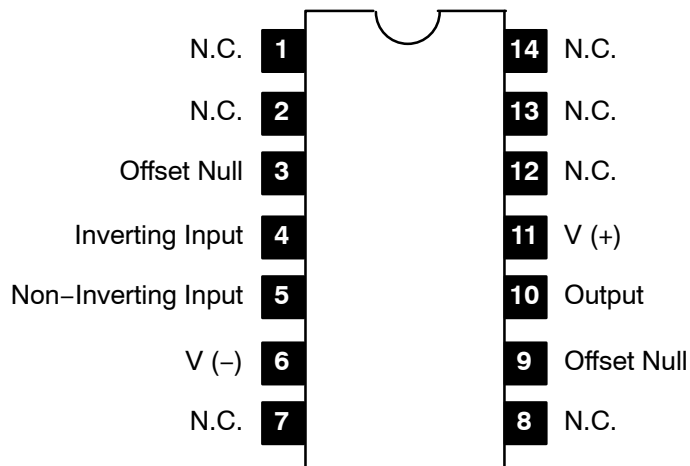 N.C. 1 14 N.C.
N.C. 2 13 N.C.
Offset Null 3 12 N.C.
Inverting Input 4 11 V (+)
Non−Inverting Input 5 10 Output
V (−) 6 9 Offset Null
N.C. 7 8 N.C.